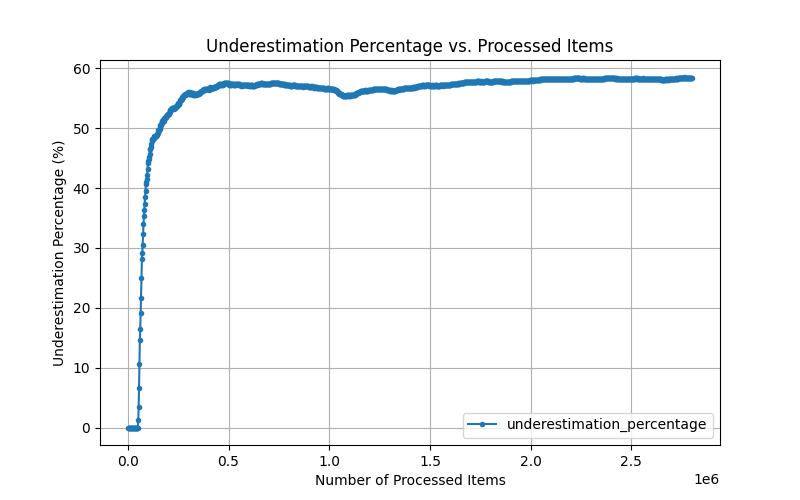 Underestimation Percentage vs. Processed Items
Underestimation Percentage (%)
60
50
40
30
20
10
0
underestimation_percentage
0.0 0.5 1.0 1.5 2.0 2.5
1e6
Number of Processed Items